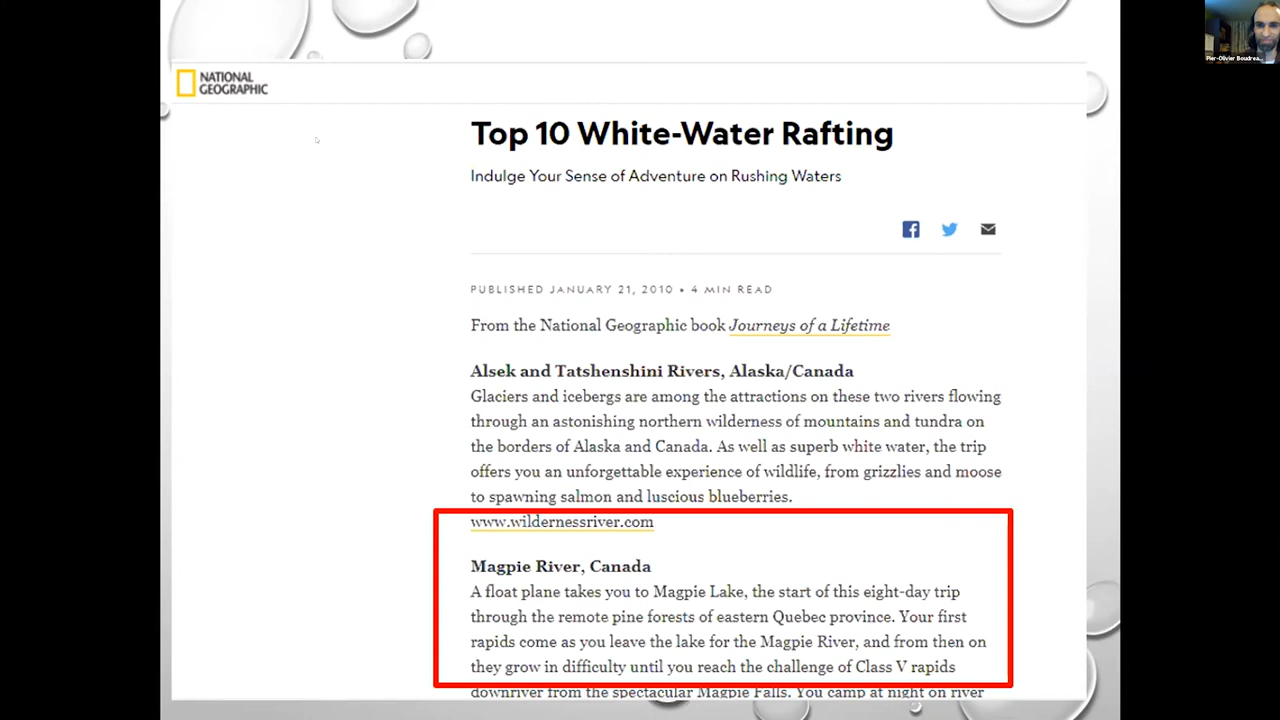 NATIONAL
GEOGRAPHIC
Top 10 White-Water Rafting
Indulge Your Sense of Adventure on Rushing Waters
PUBLISHED JANUARY 21, 2010 • 4 MIN READ
From the National Geographic book Journeys of a Lifetime
Alsek and Tatshenshini Rivers, Alaska/Canada
Glaciers and icebergs are among the attractions on these two rivers flowing
through an astonishing northern wilderness of mountains and tundra on
the borders of Alaska and Canada. As well as superb white water, the trip
offers you an unforgettable experience of wildlife, from grizzlies and moose
to spawning salmon and luscious blueberries.
www.wildernessriver.com
Magpie River, Canada
A float plane takes you to Magpie Lake, the start of this eight-day trip
through the remote pine forests of eastern Quebec province. Your first
rapids come as you leave the lake for the Magpie River, and from then on
they grow in difficulty until you reach the challenge of Class V rapids
downriver from the spectacular Magpie Falls. You camp at night on river
Pier-Olivier Boudrea...